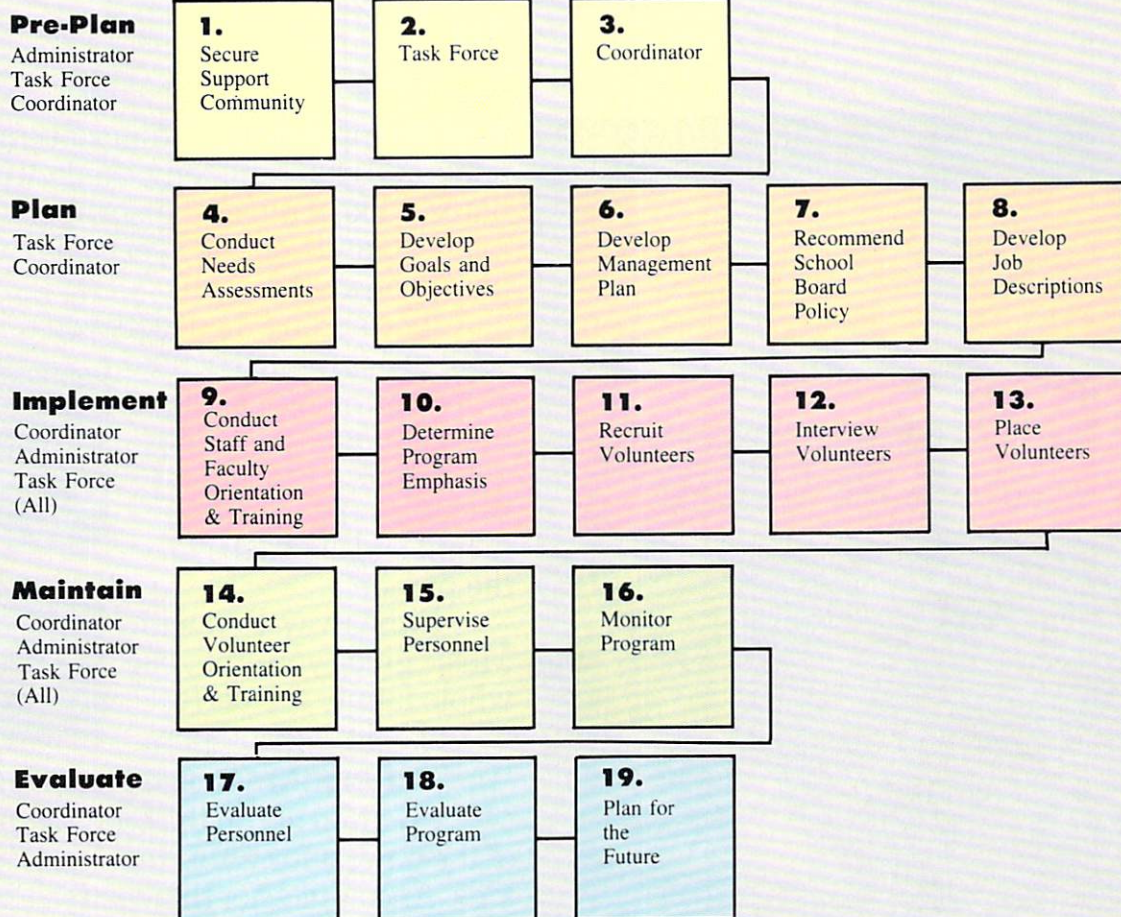 Pre-Plan
Administrator
Task Force
Coordinator
1.
Secure
Support
Community
2.
Task Force
3.
Coordinator
Plan
Task Force
Coordinator
4.
Conduct
Needs
Assessments
5.
Develop
Goals and
Objectives
6.
Develop
Management
Plan
7.
Recommend
School
Board
Policy
8.
Develop
Job
Descriptions
Implement
Coordinator
Administrator
Task Force
(All)
9.
Conduct
Staff and
Faculty
Orientation
& Training
10.
Determine
Program
Emphasis
11.
Recruit
Volunteers
12.
Interview
Volunteers
13.
Place
Volunteers
Maintain
Coordinator
Administrator
Task Force
(All)
14.
Conduct
Volunteer
Orientation
& Training
15.
Supervise
Personnel
16.
Monitor
Program
Evaluate
Coordinator
Task Force
Administrator
17.
Evaluate
Personnel
18.
Evaluate
Program
19.
Plan for
the
Future